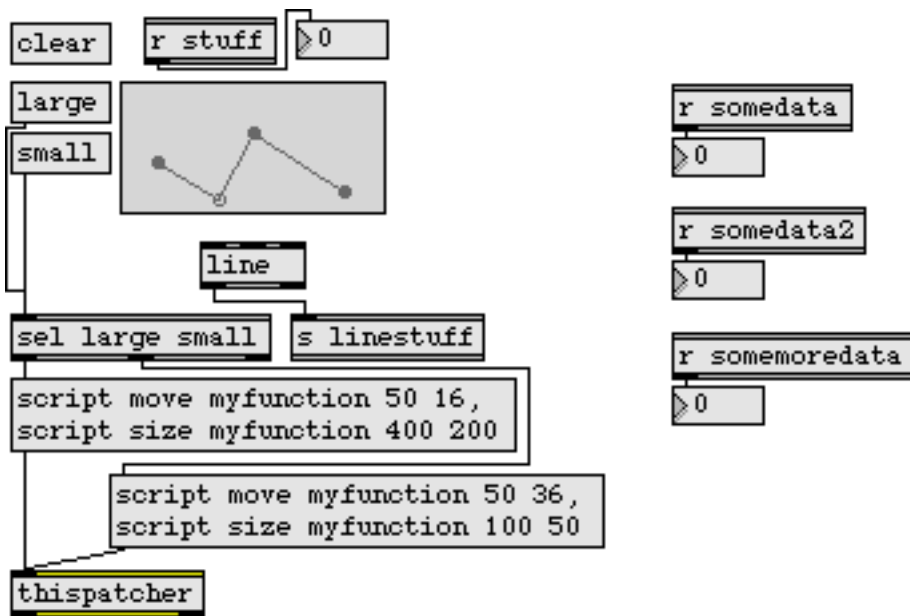 clear
r stuff
0
large
small
line
sel large small
s linestuff
script move myfunction 50 16,
script size myfunction 400 200
script move myfunction 50 36,
script size myfunction 100 50
thispatcher
r somedata
0
r somedata2
0
r somemoredata
0